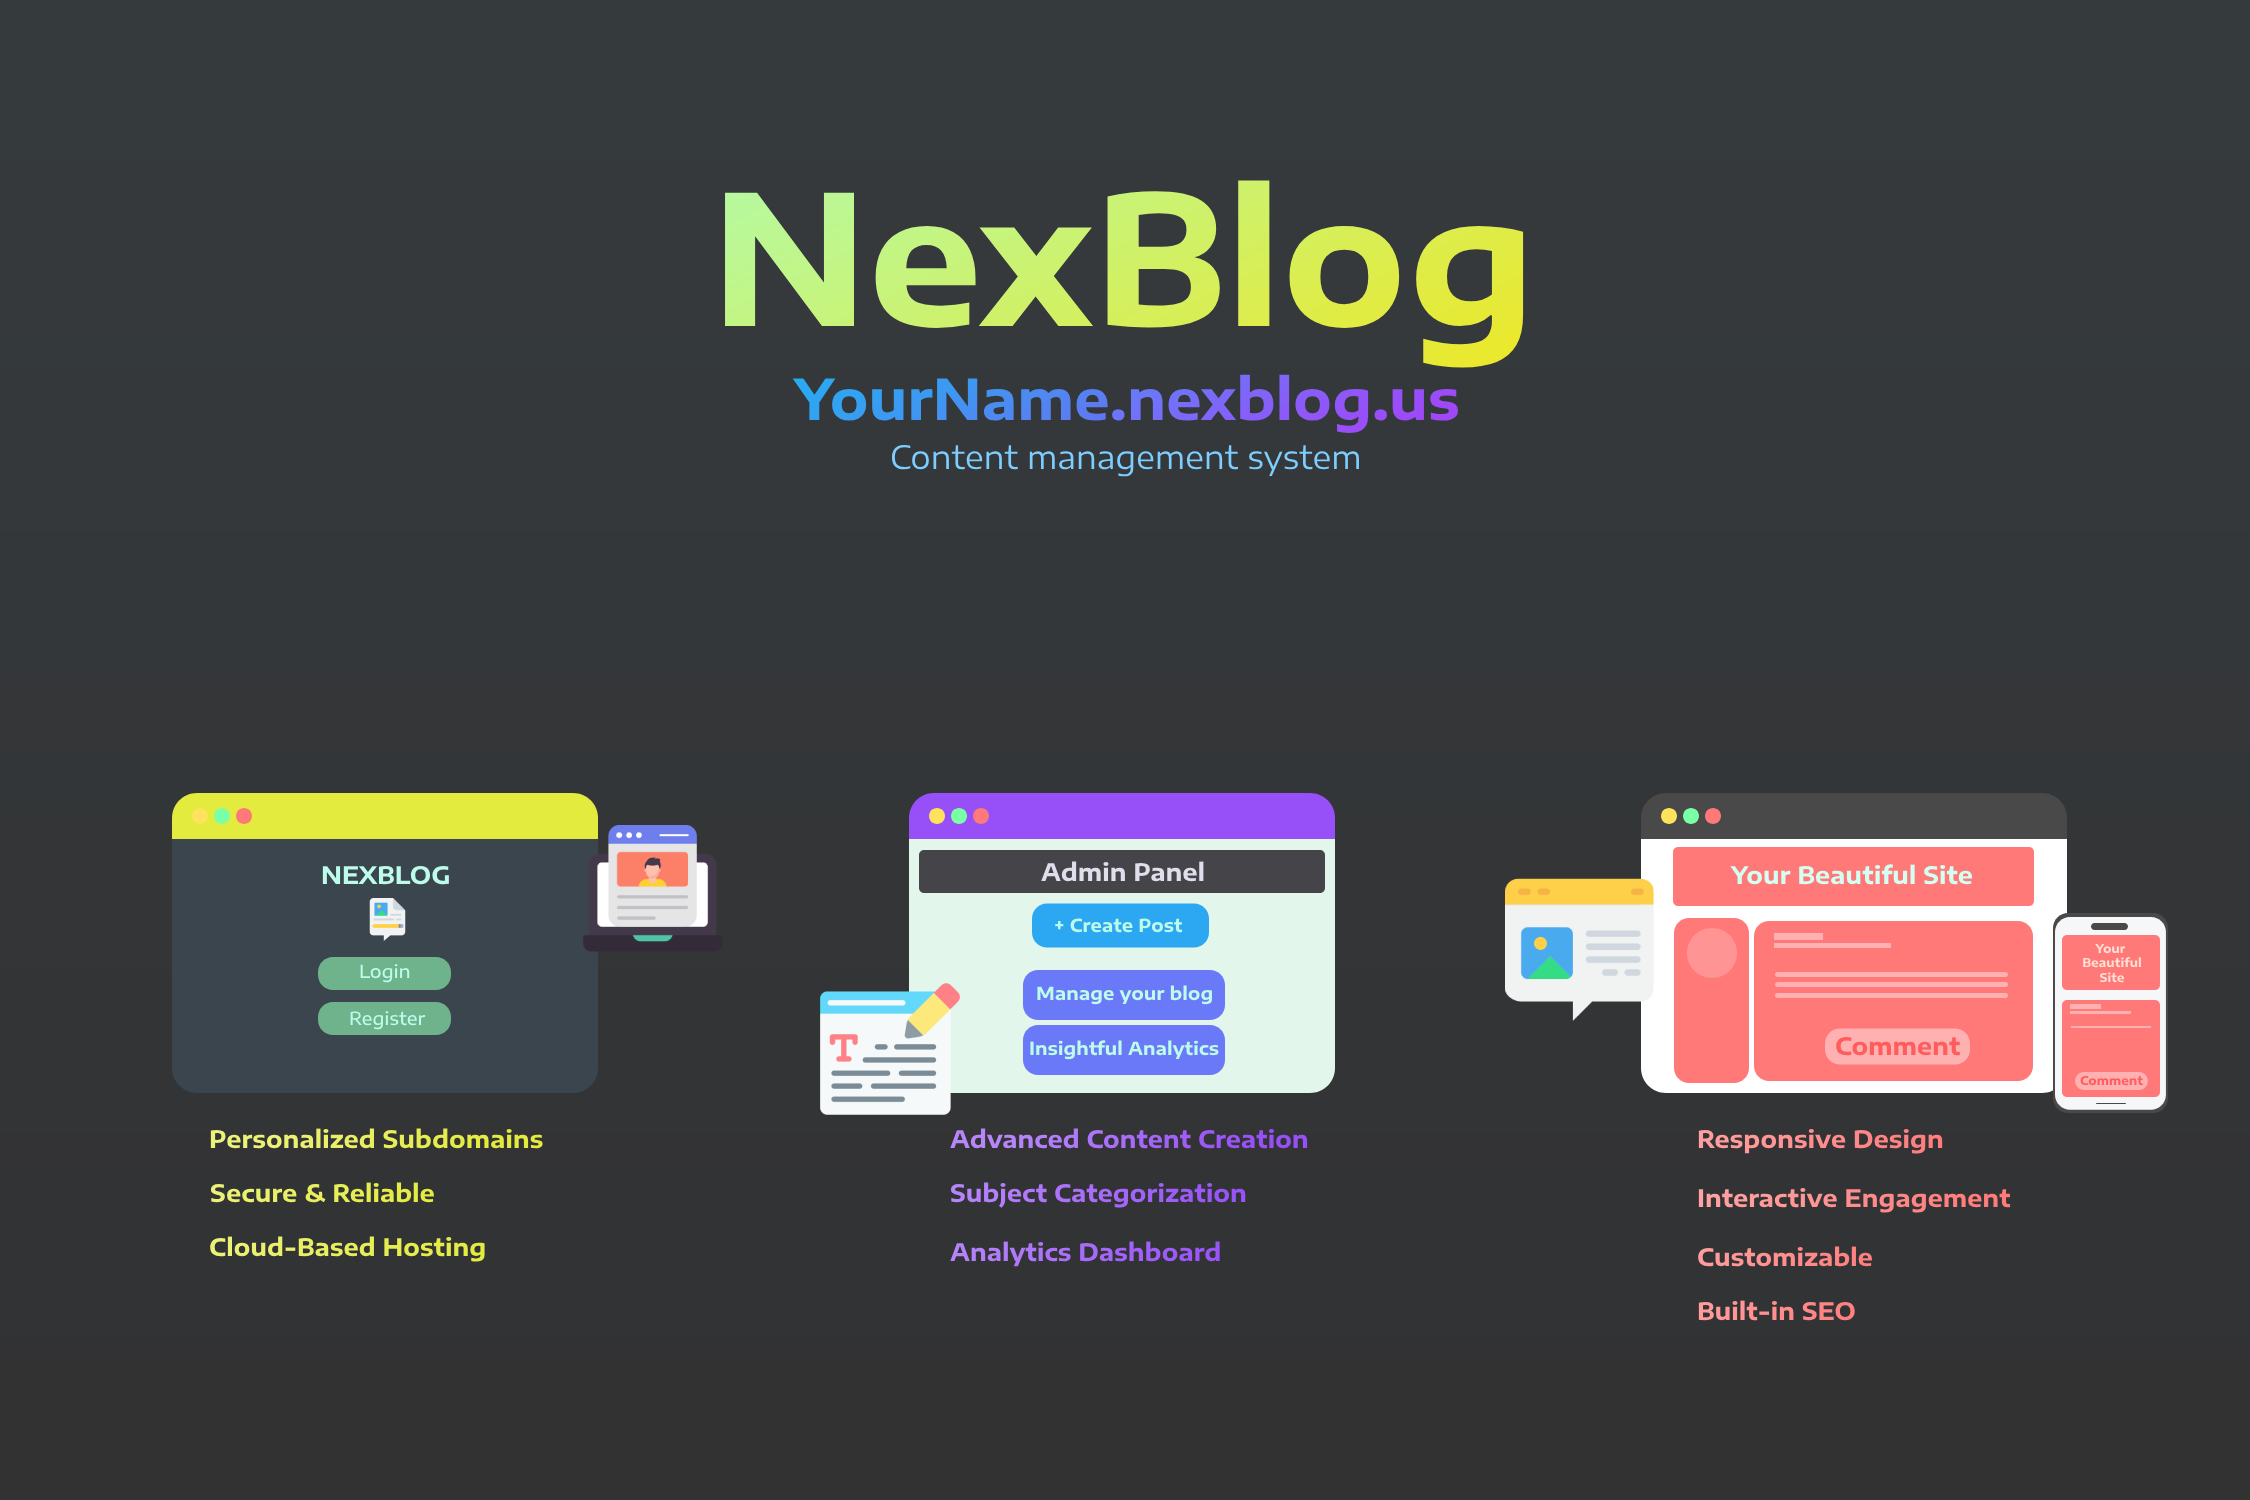 NexBlog
YourName.nexblog.us
Content management system
NEXBLOG
Login
Register
Personalized Subdomains
Secure & Reliable
Cloud-Based Hosting
Admin Panel
+ Create Post
Manage your blog
Insightful Analytics
T
Advanced Content Creation
Subject Categorization
Analytics Dashboard
Your Beautiful Site
Comment
Your
Beautiful
Site
Comment
Responsive Design
Interactive Engagement
Customizable
Built-in SEO